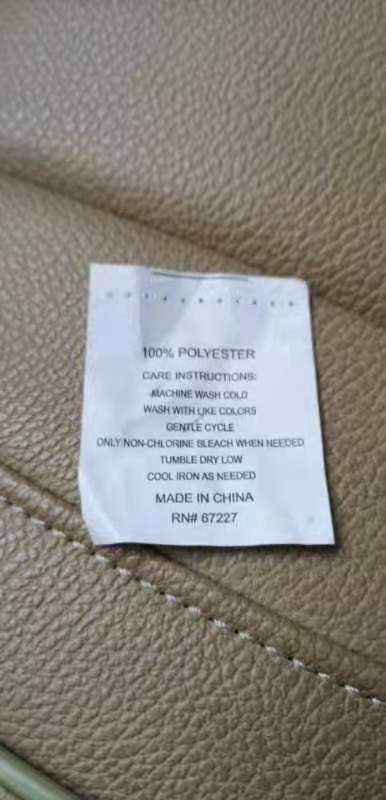 100% POLYESTER
CARE INSTRUCTIONS:
MACHINE WASH COLD
WASH WITH LIKE COLORS
GENTLE CYCLE
ONLY NON-CHLORINE BLEACH WHEN NEEDED
TUMBLE DRY LOW
COOL IRON AS NEEDED
MADE IN CHINA
RN# 67227